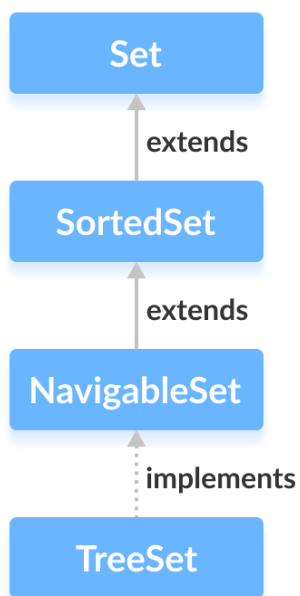 Set
extends
SortedSet
extends
NavigableSet
implements
TreeSet